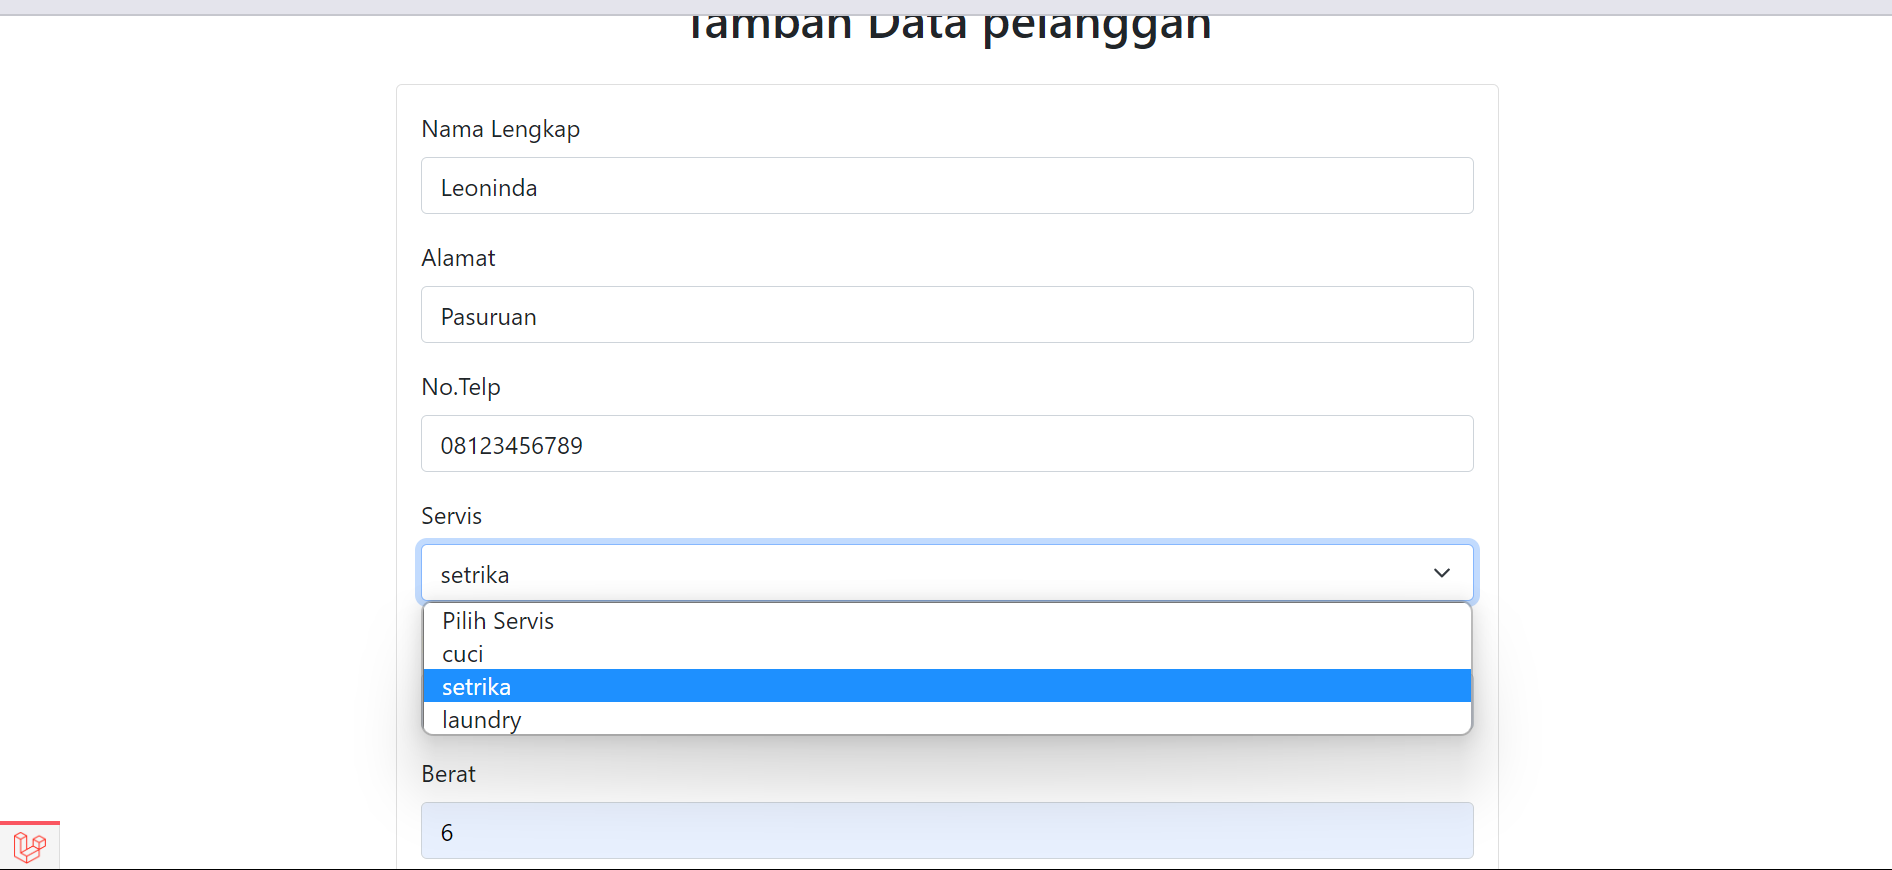 Tambah Data pelanggan
Nama Lengkap
Leoninda
Alamat
Pasuruan
No.Telp
08123456789
Servis
setrika
Pilih Servis
cuci
setrika
laundry
Berat
6